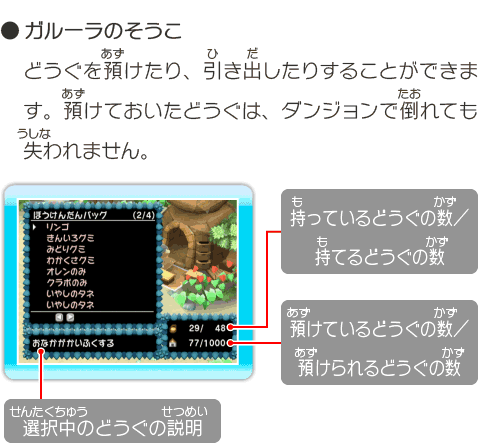 ● ガルーラのそうこ
どうぐを預けたり、引き出したりすることができま
す。預けておいたどうぐは、ダンジョンで倒れても
失われません。
ぼうけんだんバッグ (2/4)
リンゴ
きんいろグミ
みどりグミ
わかくさグミ
オレンのみ
クラボのみ
いやしのタネ
いやしのタネ
29/ 48
おなかがかいふくする 77/1000
持っているどうぐの数／
持てるどうぐの数
預けているどうぐの数／
預けられるどうぐの数
選択中のどうぐの説明